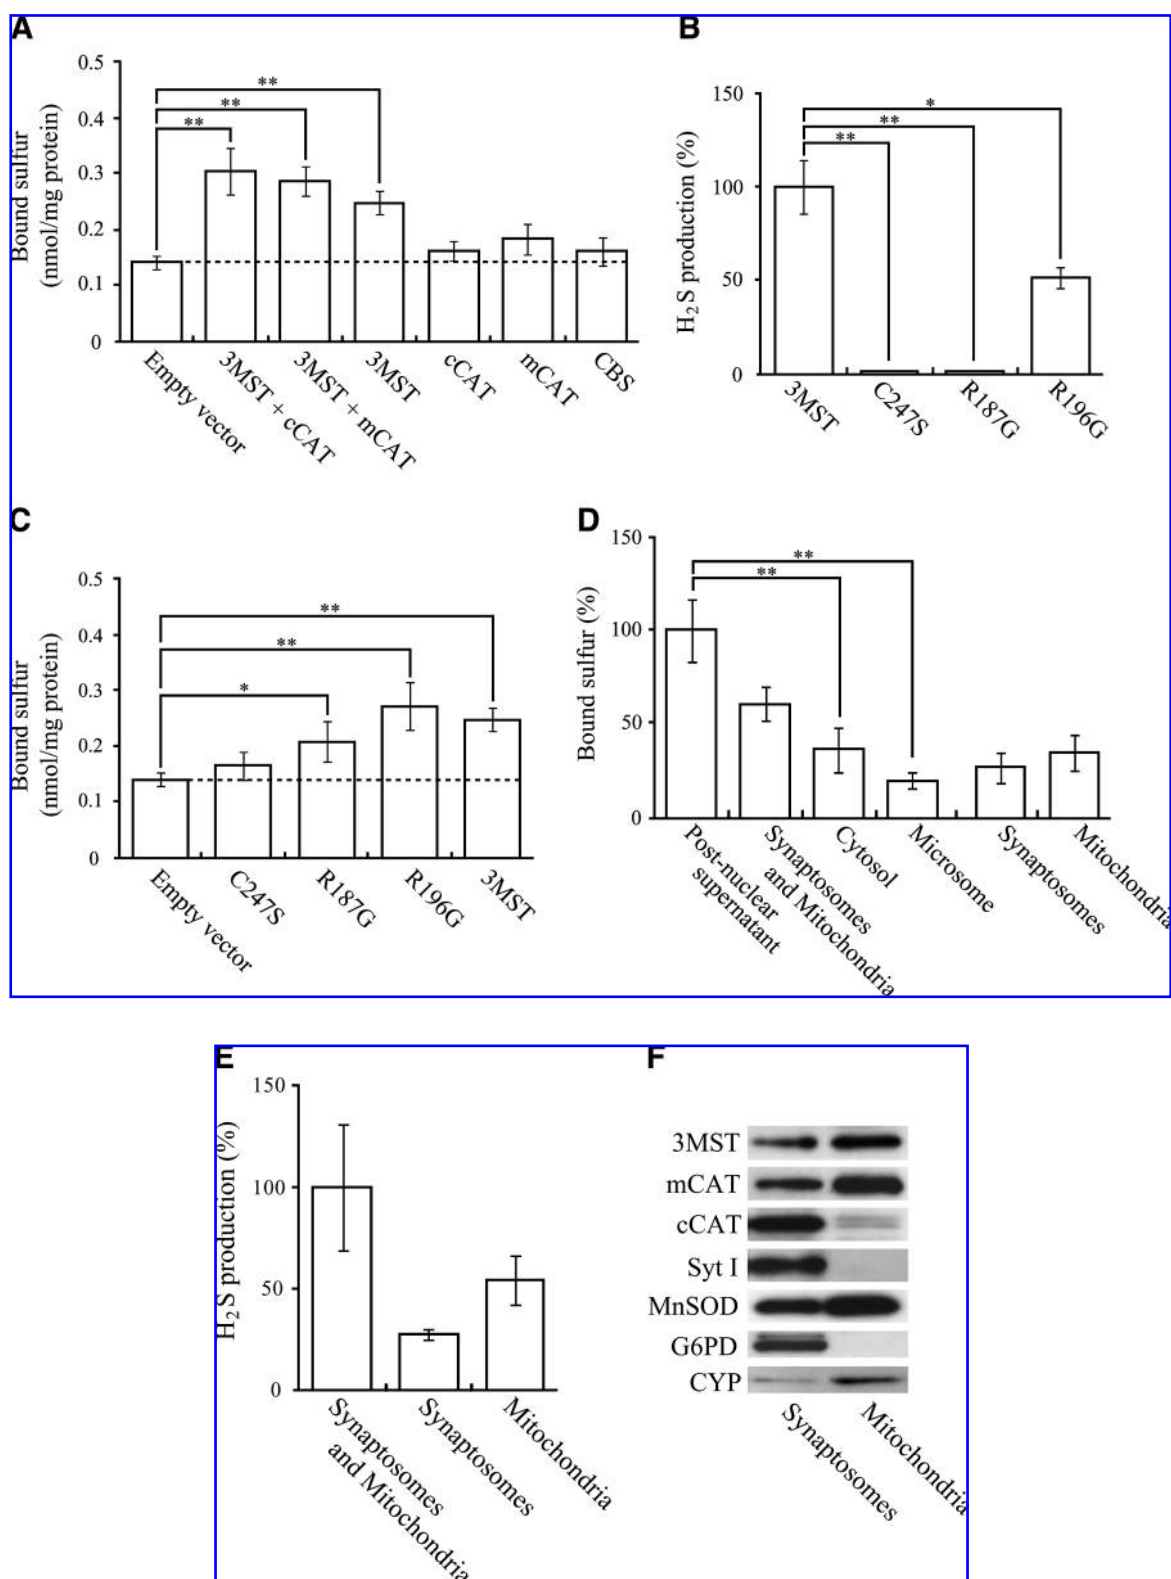 A
Bound sulfur
(nmol/mg protein)
0.5
0.4
0.3
0.2
0.1
0
**
**
**
Empty vector
3MST + cCAT
3MST + mCAT
3MST
cCAT
mCAT
CBS
B
H2S production (%)
150
100
50
0
*
**
**
3MST
C247S
R187G
R196G
C
Bound sulfur
(nmol/mg protein)
0.5
0.4
0.3
0.2
0.1
0
**
**
*
Empty vector
C247S
R187G
R196G
3MST
D
Bound sulfur (%)
150
100
50
0
**
**
Post-nuclear
supernatant
Synaptosomes
and Mitochondria
Cytosol
Microsome
Synaptosomes
Mitochondria
E
H2S production (%)
150
100
50
0
Synaptosomes
and Mitochondria
Synaptosomes
Mitochondria
F
3MST
mCAT
cCAT
Syt I
MnSOD
G6PD
CYP
Synaptosomes
Mitochondria